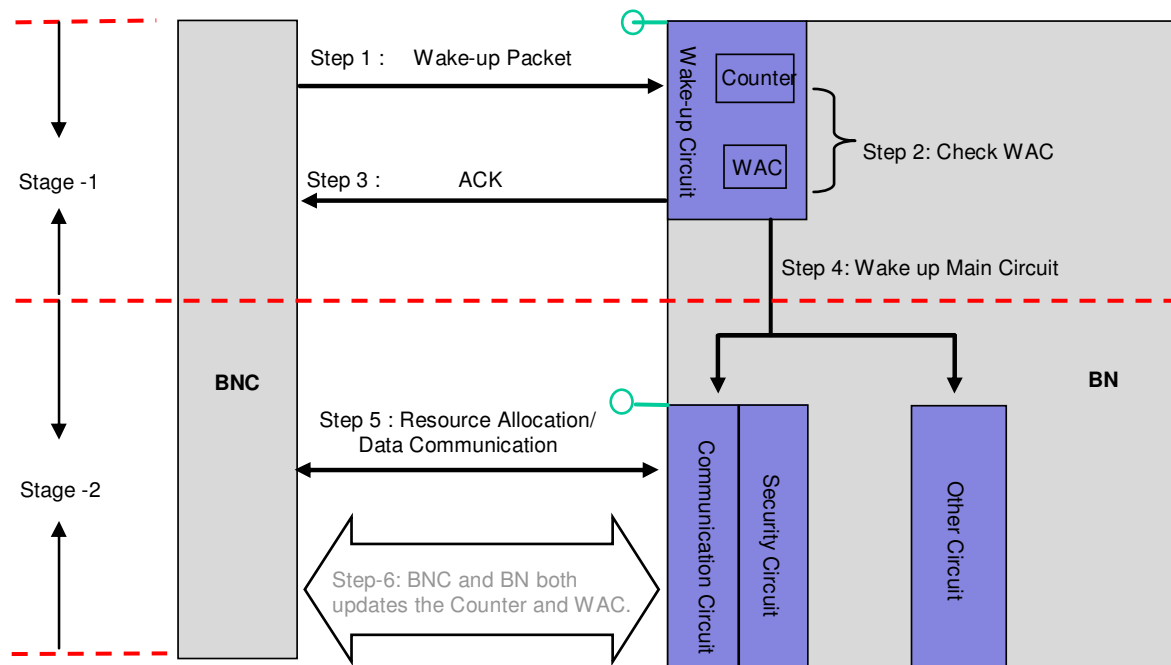 Step 1 : Wake-up Packet
Wake-up Circuit
Counter
WAC
Step 2: Check WAC
Stage -1
Step 3 : ACK
Step 4: Wake up Main Circuit
BNC
BN
Step 5 : Resource Allocation/
Data Communication
Stage -2
Communication Circuit
Security Circuit
Other Circuit
Step-6: BNC and BN both
updates the Counter and WAC.